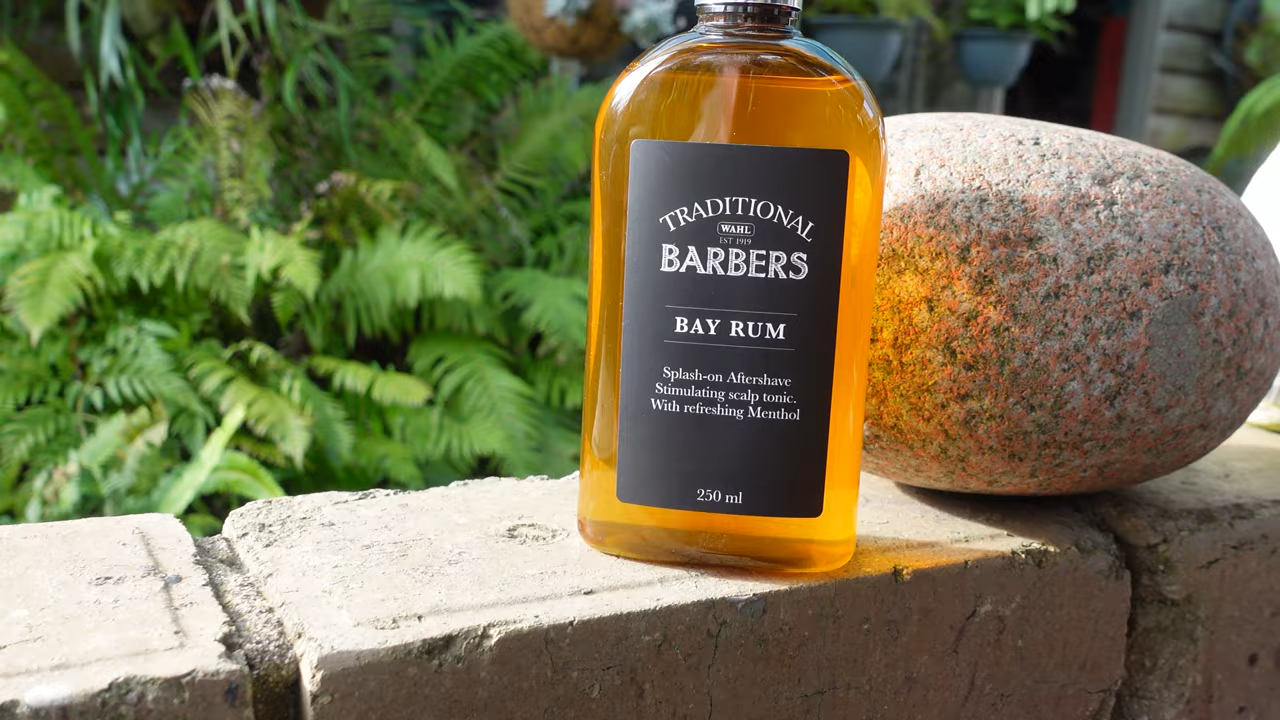 TRADITIONAL
WAHL
EST 1919
BARBERS
BAY RUM
Splash-on Aftershave
Stimulating scalp tonic.
With refreshing Menthol
250 ml